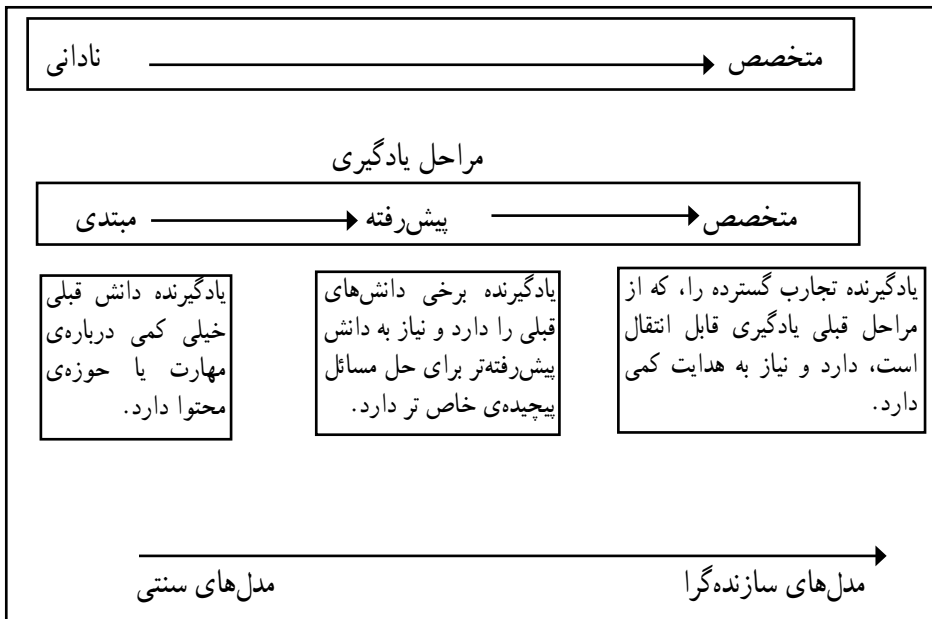 متخصص نادانی
مراحل یادگیری
متخصص پیش‌رفته مبتدی
یادگیرنده تجارب گسترده را، که از
مراحل قبلی یادگیری قابل انتقال
است، دارد و نیاز به هدایت کمی
دارد.
یادگیرنده برخی دانش‌های
قبلی را دارد و نیاز به دانش
پیش‌رفته‌تر برای حل مسائل
پیچیده‌ی خاص تر دارد.
یادگیرنده دانش قبلی
خیلی کمی درباره‌ی
مهارت یا حوزه‌ی
محتوا دارد.
مدل‌های سازنده‌گرا مدل‌های سنتی